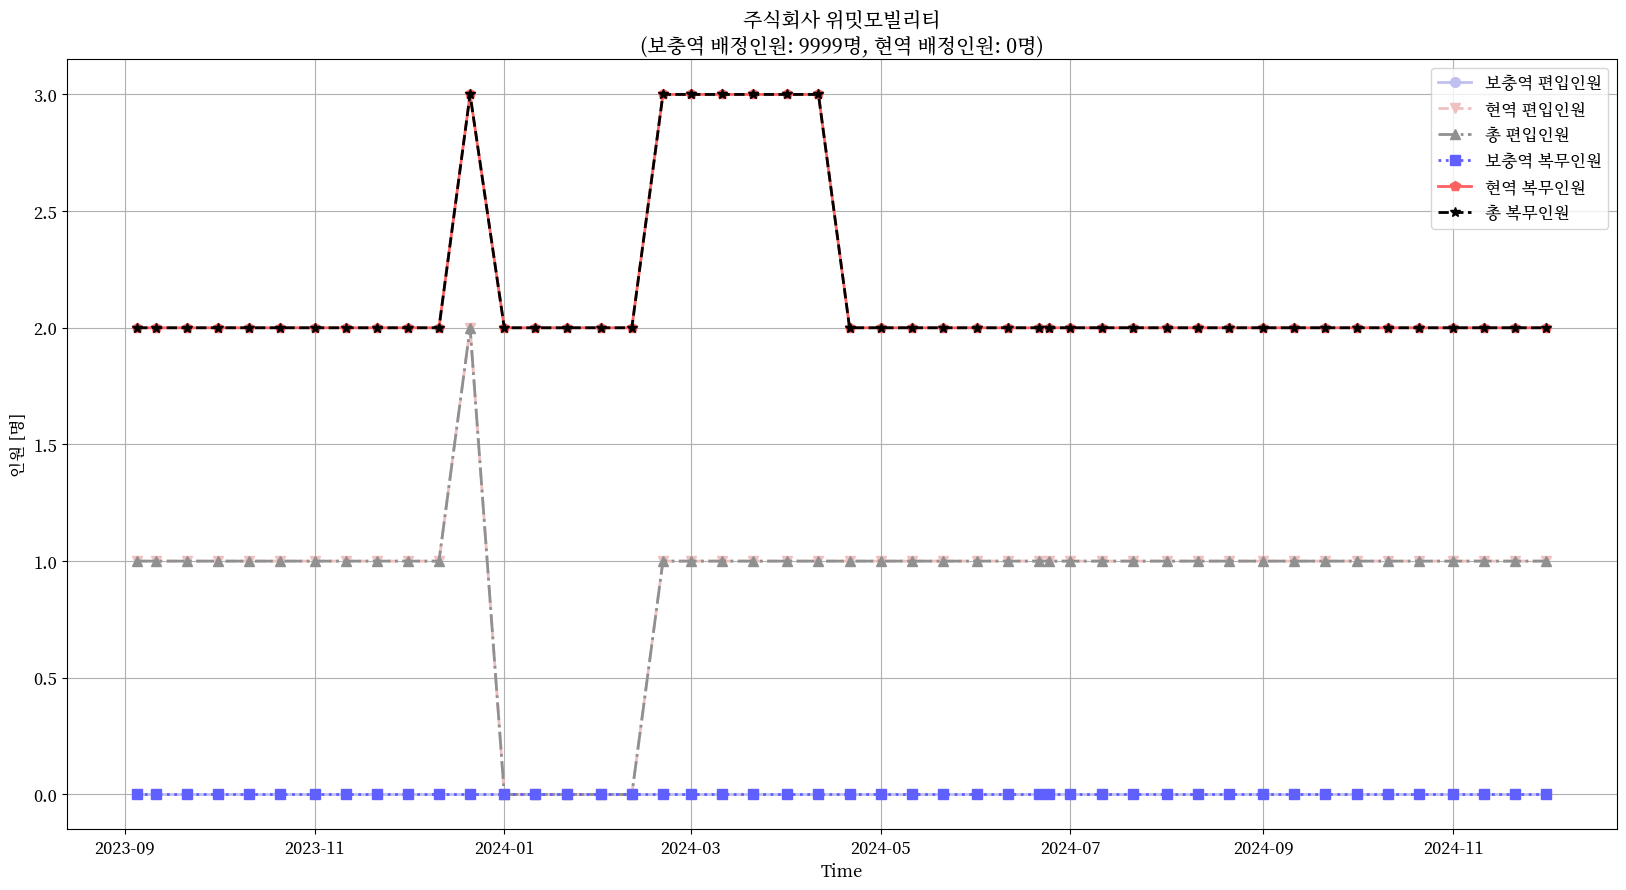 주식회사 위밋모빌리티
(보충역 배정인원: 9999명, 현역 배정인원: 0명)
보충역 편입인원
현역 편입인원
총 편입인원
보충역 복무인원
현역 복무인원
총 복무인원
인원 [명]
3.0
2.5
2.0
1.5
1.0
0.5
0.0
2023-09
2023-11
2024-01
2024-03
2024-05
2024-07
2024-09
2024-11
Time